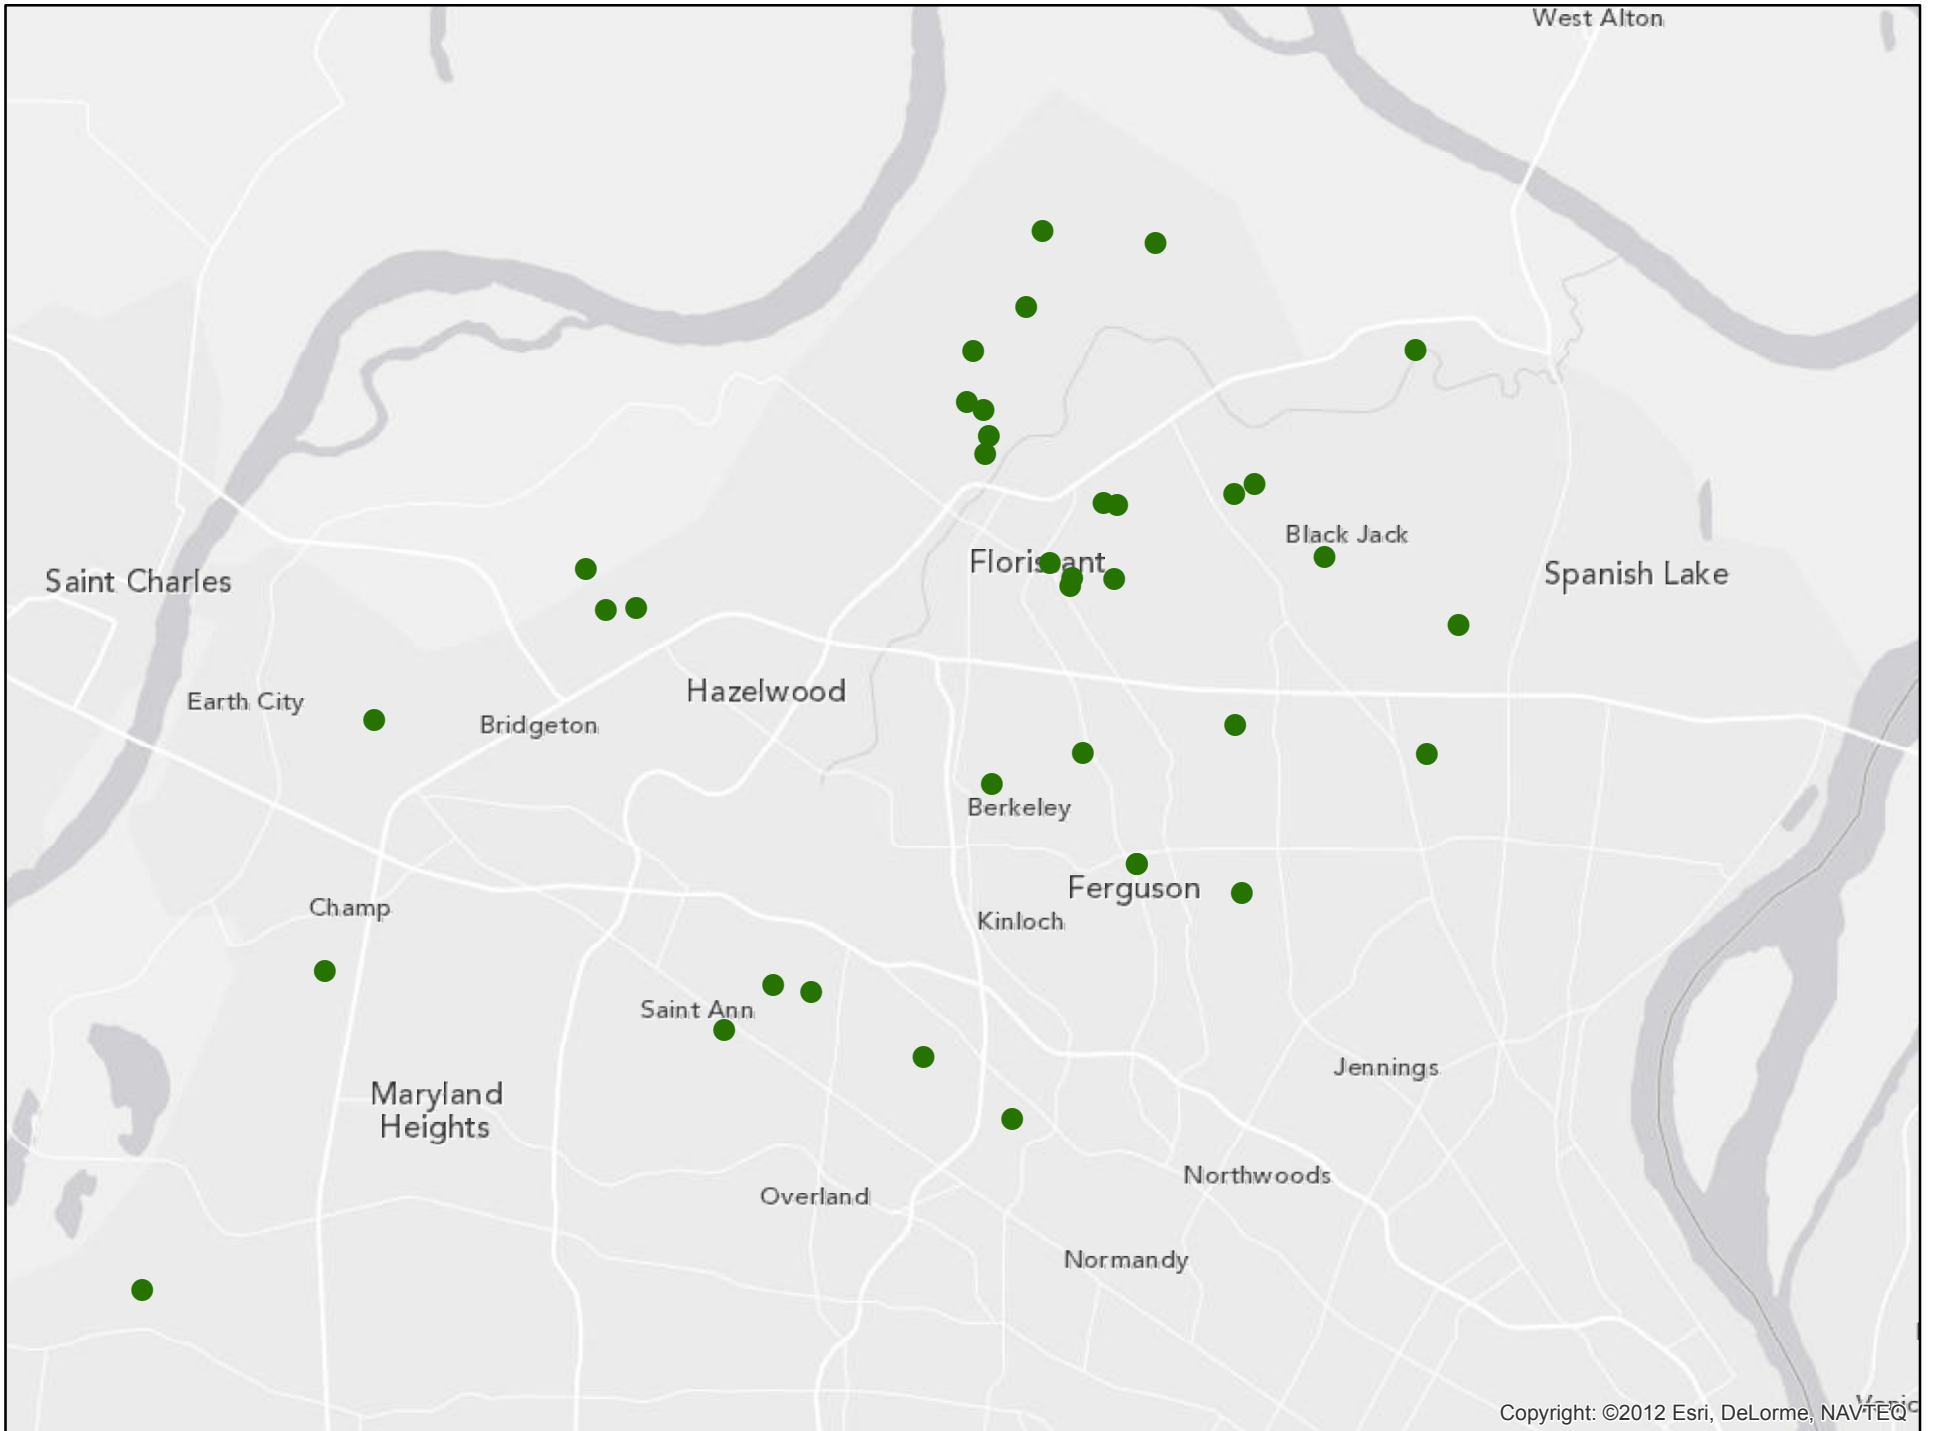 West Alton
Black Jack
Florissant
Spanish Lake
Saint Charles
Hazelwood
Earth City
Bridgeton
Berkeley
Ferguson
Champ
Kinloch
Saint Ann
Jennings
Maryland
Heights
Northwoods
Overland
Normandy
Copyright: ©2012 Esri, DeLorme, NAVTEQ